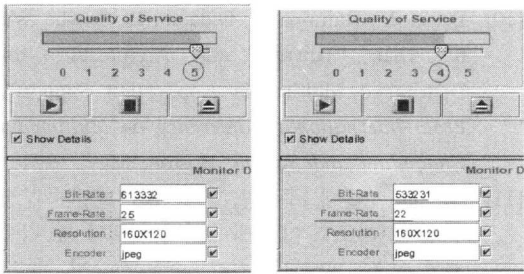 Quality of Service
0 1 2 3 4 5
Show Details
Monitor D
Bit-Rate : 613332
Frame-Rate : 25
Resolution : 160X120
Encoder : jpeg
Quality of Service
0 1 2 3 4 5
Show Details
Monitor D
Bit-Rate : 533231
Frame-Rate : 22
Resolution : 160X120
Encoder : jpeg